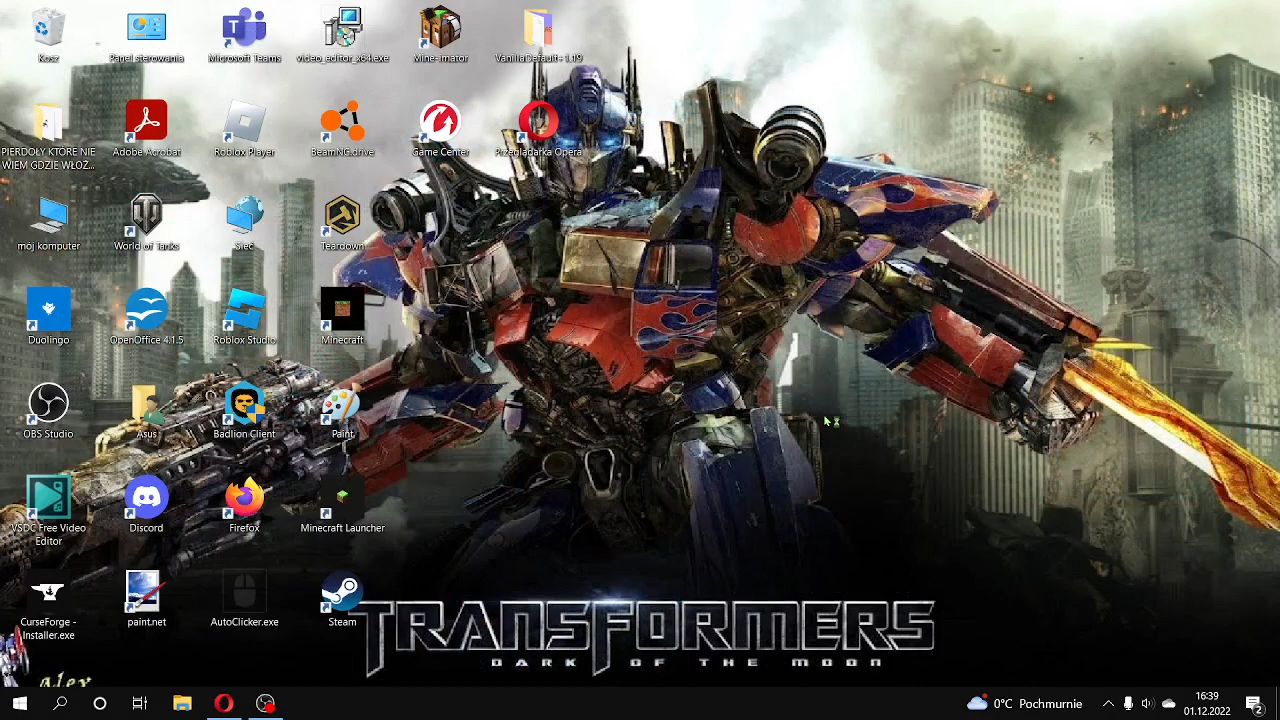 Kosz
Panel sterowania
Microsoft Teams
video_editor_x64.exe
Mine-imator
VanillaDefault+ 1.19
PIERDOŁY KTÓRE NIE
WIEM GDZIE WŁOŻ...
Adobe Acrobat
Roblox Player
BeamNG.drive
Game Center
Przeglądarka Opera
mój komputer
World of Tanks
Sieć
Teardown
Duolingo
OpenOffice 4.1.5
Roblox Studio
Minecraft
OBS Studio
Asus
Badlion Client
Paint
VSDC Free Video
Editor
Discord
Firefox
Minecraft Launcher
CurseForge -
Installer.exe
paint.net
AutoClicker.exe
Steam
TRANSFORMERS
DARK OF THE MOON
alex
0°C Pochmurnie
16:39
01.12.2022
2